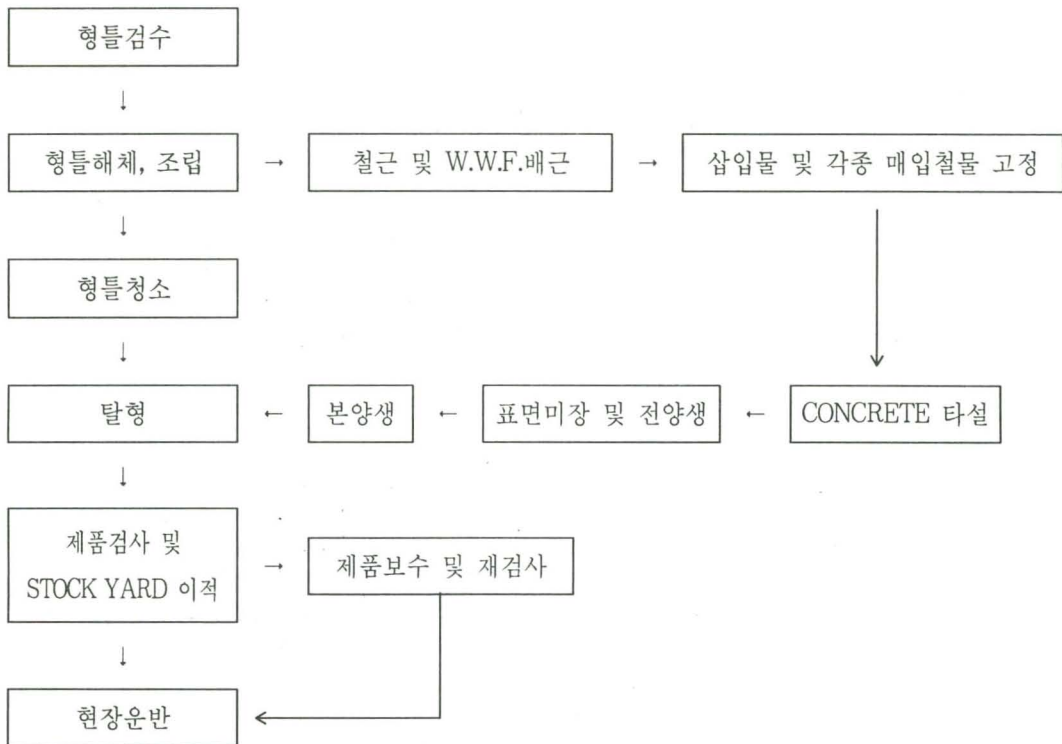 형틀검수
↓
형틀해체, 조립 → 철근 및 W.W.F.배근 → 삽입물 및 각종 매입철물 고정
↓
형틀청소
↓
탈형 ← 본양생 ← 표면미장 및 전양생 ← CONCRETE 타설
↓
제품검사 및
STOCK YARD 이적 → 제품보수 및 재검사
↓
현장운반